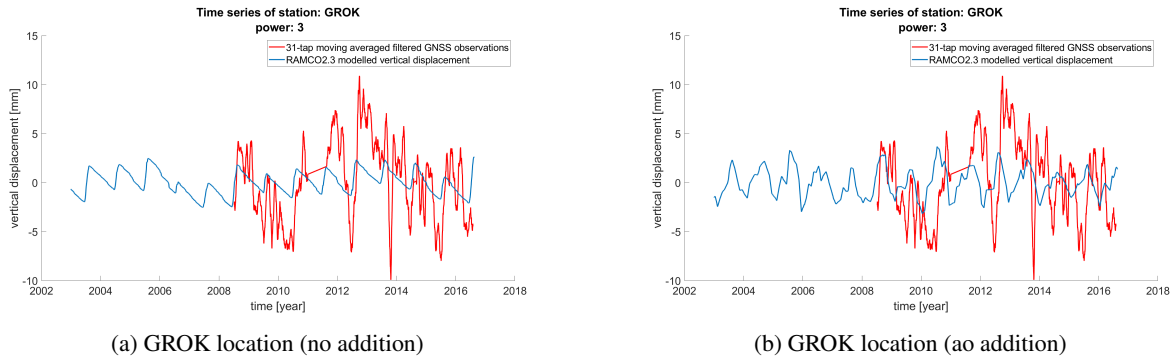 Time series of station: GROK
power: 3
15
10
5
0
-5
-10
vertical displacement [mm]
31-tap moving averaged filtered GNSS observations
RAMCO2.3 modelled vertical displacement
2002 2004 2006 2008 2010 2012 2014 2016 2018
time [year]
(a) GROK location (no addition)
Time series of station: GROK
power: 3
15
10
5
0
-5
-10
vertical displacement [mm]
31-tap moving averaged filtered GNSS observations
RAMCO2.3 modelled vertical displacement
2002 2004 2006 2008 2010 2012 2014 2016 2018
time [year]
(b) GROK location (ao addition)